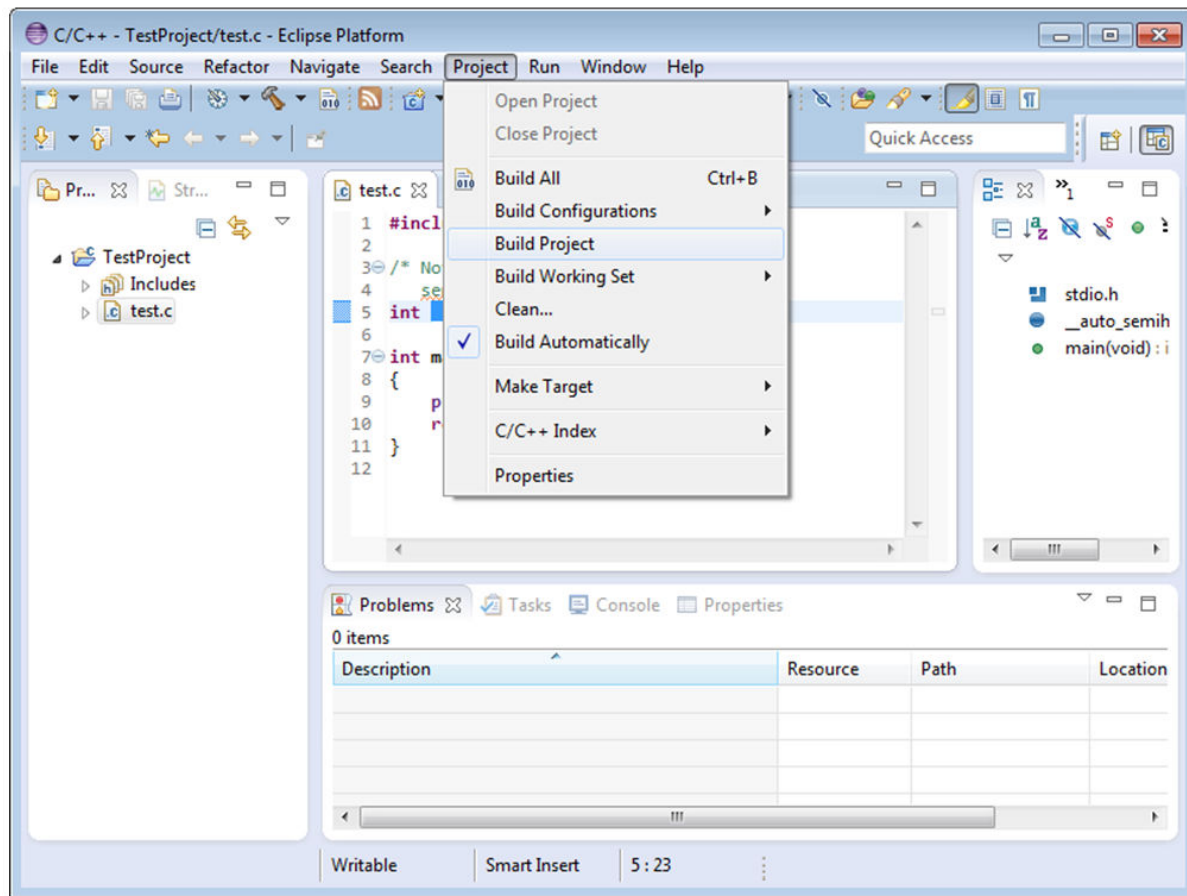 C/C++ - TestProject/test.c - Eclipse Platform
File Edit Source Refactor Navigate Search Project Run Window Help
Quick Access
Open Project
Close Project
Build All Ctrl+B
Build Configurations
Build Project
Build Working Set
Clean...
Build Automatically
Make Target
C/C++ Index
Properties
Pr... Str...
TestProject
Includes
test.c
test.c
1 #incl
2
3 /* No
4 se
5 int
6
7 int m
8 {
9 p
10 r
11 }
12
»1
stdio.h
__auto_semih
main(void) : i
Problems Tasks Console Properties
0 items
Description Resource Path Location
Writable Smart Insert 5 : 23